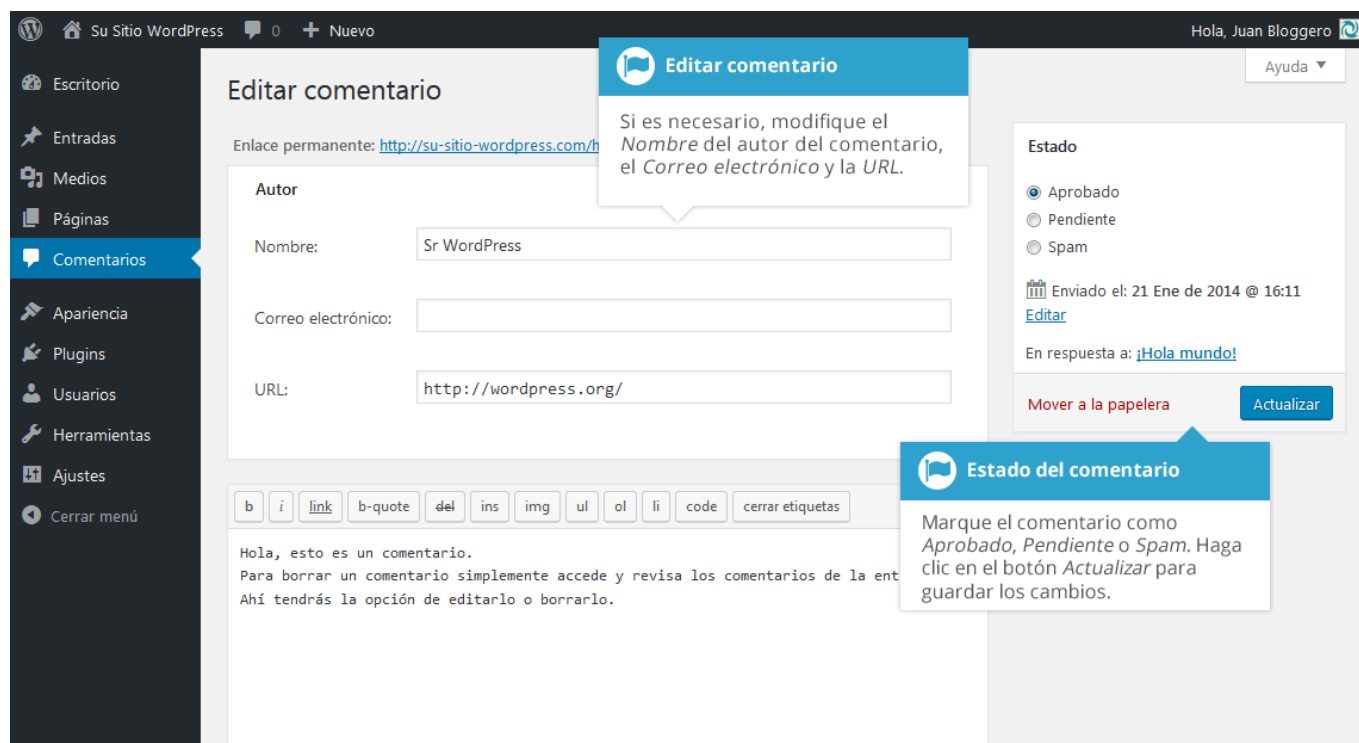 Su Sitio WordPress 0 Nuevo Hola, Juan Bloggero
Ayuda
Escritorio
Entradas
Medios
Páginas
Comentarios
Apariencia
Plugins
Usuarios
Herramientas
Ajustes
Cerrar menú
Editar comentario
Enlace permanente: http://su-sitio-wordpress.com/h
Editar comentario
Si es necesario, modifique el
Nombre del autor del comentario,
el Correo electrónico y la URL.
Autor
Nombre: Sr WordPress
Correo electrónico:
URL: http://wordpress.org/
b i link b-quote del ins img ul ol li code cerrar etiquetas
Hola, esto es un comentario.
Para borrar un comentario simplemente accede y revisa los comentarios de la ent
Ahí tendrás la opción de editarlo o borrarlo.
Estado
Aprobado
Pendiente
Spam
Enviado el: 21 Ene de 2014 @ 16:11
Editar
En respuesta a: ¡Hola mundo!
Mover a la papelera Actualizar
Estado del comentario
Marque el comentario como
Aprobado, Pendiente o Spam. Haga
clic en el botón Actualizar para
guardar los cambios.